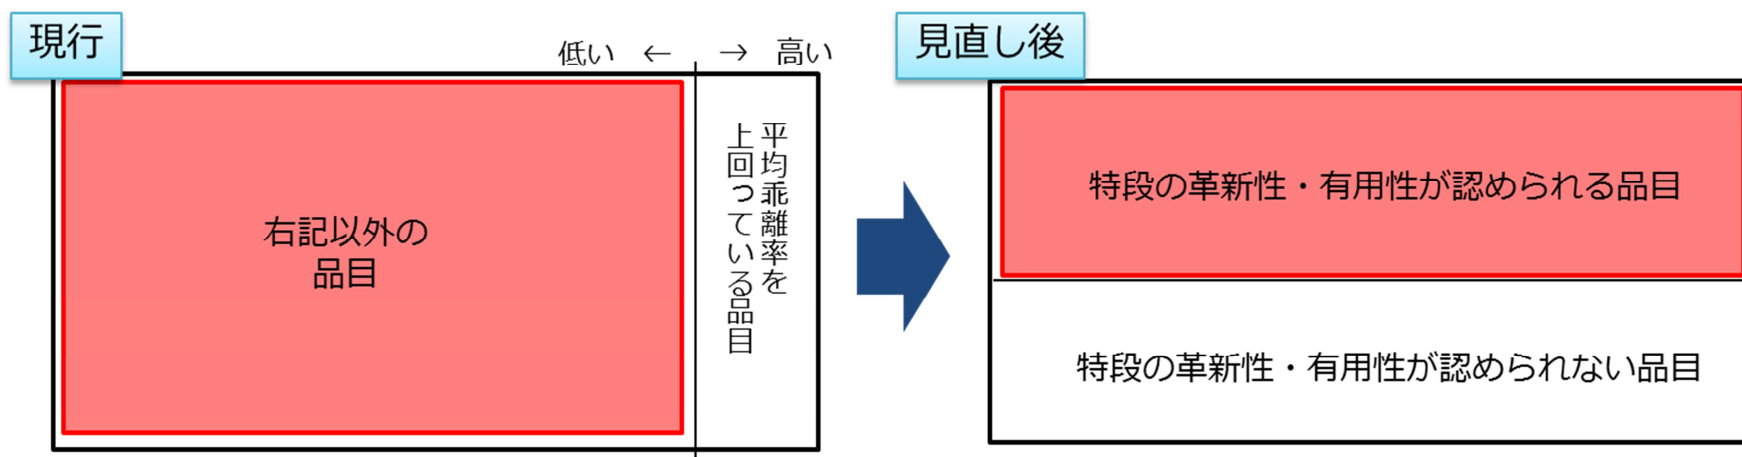 現行
低い ← → 高い
右記以外の
品目
平均乖離率を
上回っている品目
見直し後
特段の革新性・有用性が認められる品目
特段の革新性・有用性が認められない品目